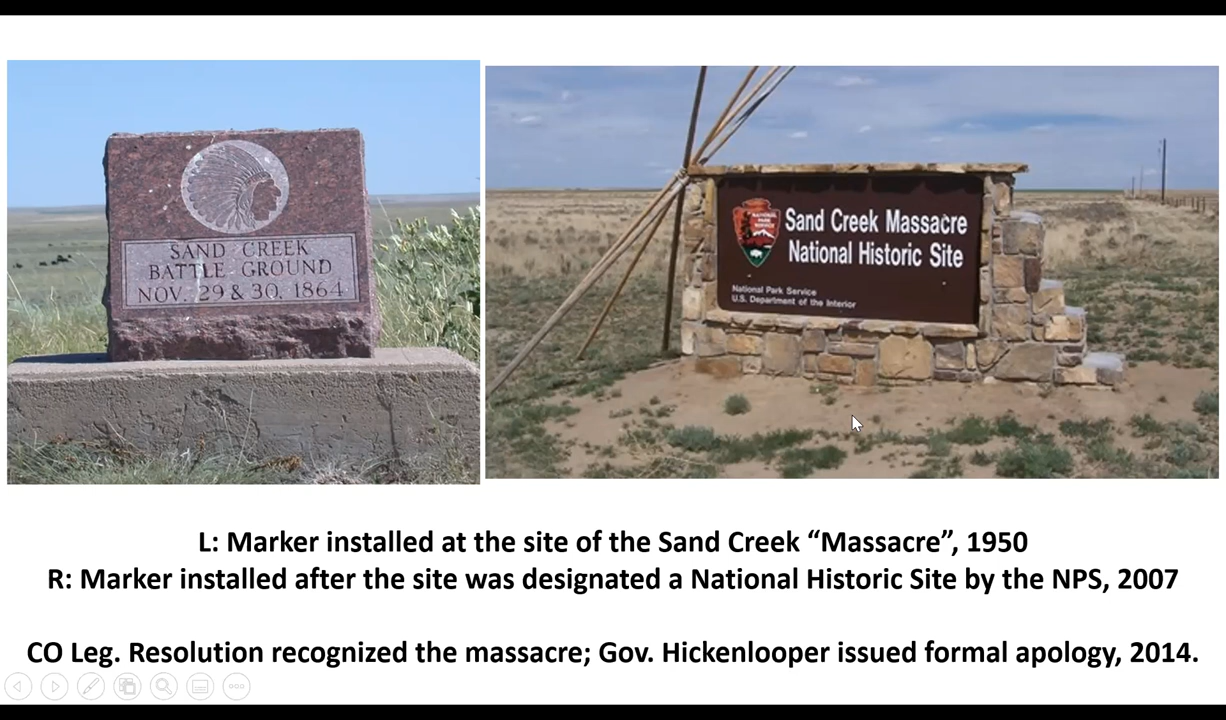 SAND CREEK
BATTLE GROUND
NOV. 29 & 30, 1864
NATIONAL
PARK
SERVICE
Sand Creek Massacre
National Historic Site
National Park Service
U.S. Department of the Interior
L: Marker installed at the site of the Sand Creek “Massacre”, 1950
R: Marker installed after the site was designated a National Historic Site by the NPS, 2007
CO Leg. Resolution recognized the massacre; Gov. Hickenlooper issued formal apology, 2014.